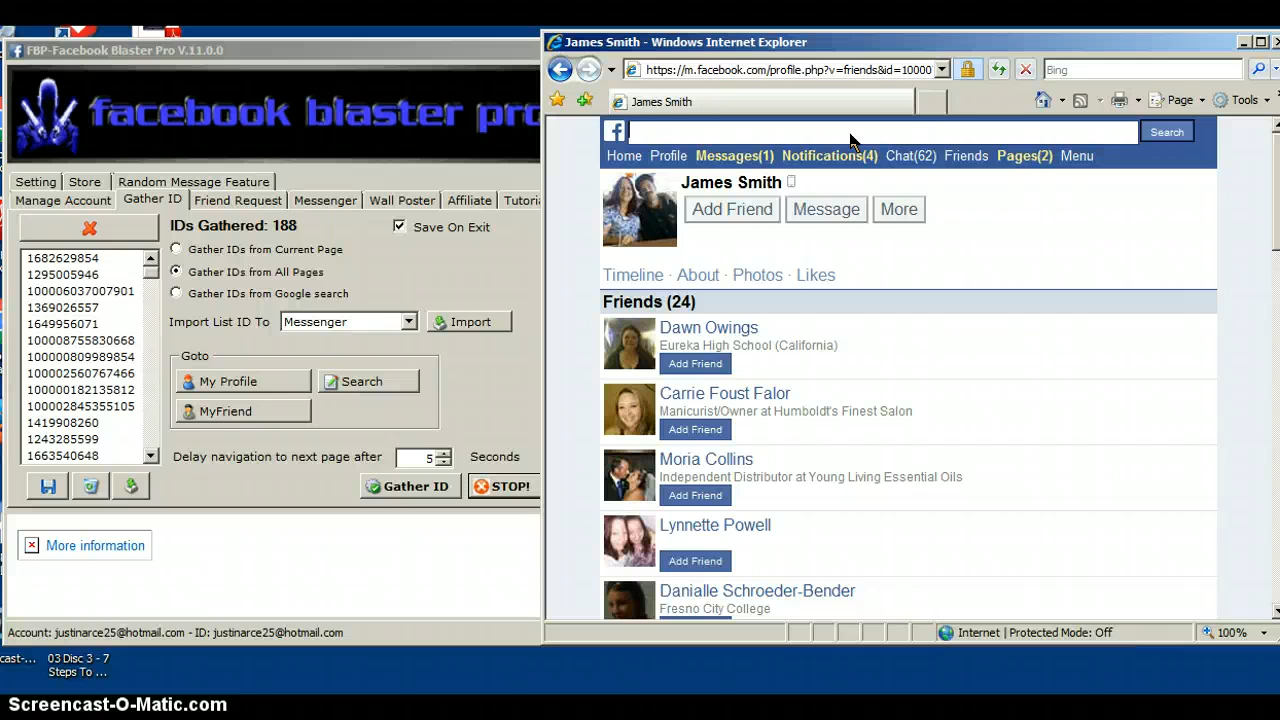 FBP-Facebook Blaster Pro V.11.0.0
facebook blaster pro
Setting
Store
Random Message Feature
Manage Account
Gather ID
Friend Request
Messenger
Wall Poster
Affiliate
IDs Gathered: 188
Save On Exit
1682629854
1295005946
100006037007901
1369026557
1649956071
100008755830668
100000809989854
100002560767466
100000182135812
100002845355105
1419908260
1243285599
1663540648
Gather IDs from Current Page
Gather IDs from All Pages
Gather IDs from Google search
Import List ID To
Messenger
Import
Goto
My Profile
Search
MyFriend
Delay navigation to next page after
5
Seconds
Gather ID
STOP!
More information
Account: justinarce25@hotmail.com - ID: justinarce25@hotmail.com
James Smith - Windows Internet Explorer
https://m.facebook.com/profile.php?v=friends&id=10000
Bing
James Smith
Page
Tools
Search
Home Profile Messages(1) Notifications(4) Chat(62) Friends Pages(2) Menu
James Smith
Add Friend
Message
More
Timeline · About · Photos · Likes
Friends (24)
Dawn Owings
Eureka High School (California)
Add Friend
Carrie Foust Falor
Manicurist/Owner at Humboldt's Finest Salon
Add Friend
Moria Collins
Independent Distributor at Young Living Essential Oils
Add Friend
Lynnette Powell
Add Friend
Danialle Schroeder-Bender
Fresno City College
Internet | Protected Mode: Off
100%
cast-...
03 Disc 3 - 7
Steps To ...
Screencast-O-Matic.com